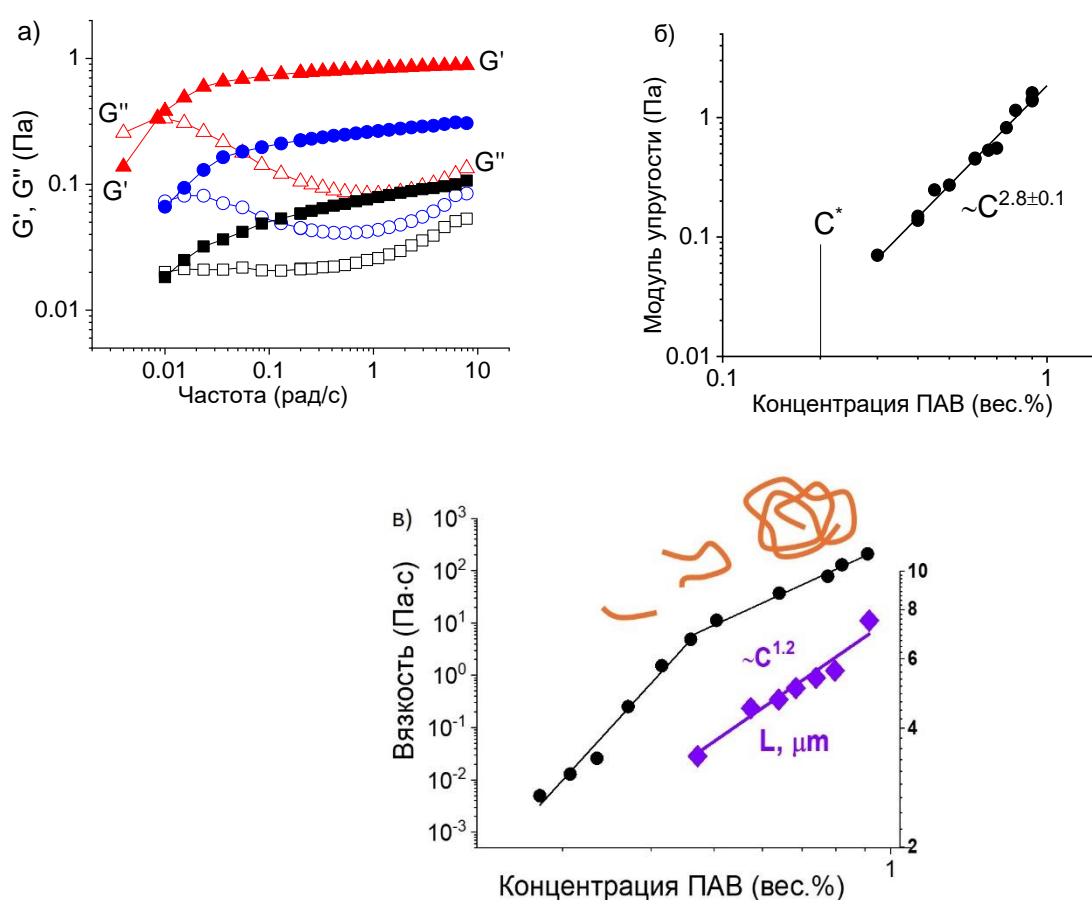 а)
G', G'' (Па)
1
0.1
0.01
G'
G''
G'
G''
0.01
0.1
1
10
Частота (рад/с)
б)
Модуль упругости (Па)
1
0.1
0.01
C*
~C2.8±0.1
0.1
1
Концентрация ПАВ (вес.%)
в)
Вязкость (Па·с)
10³
10²
10¹
10⁰
10⁻¹
10⁻²
10⁻³
~C1.2
L, μm
10
8
6
4
2
1
Концентрация ПАВ (вес.%)